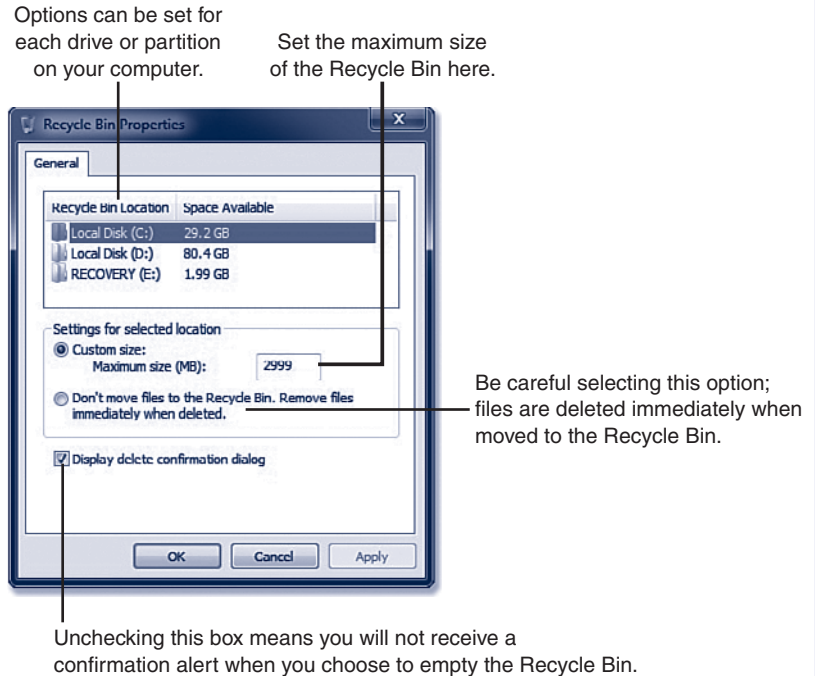 Options can be set for
each drive or partition
on your computer.
Set the maximum size
of the Recycle Bin here.
Recycle Bin Properties
X
General
Recycle Bin Location Space Available
Local Disk (C:) 29.2 GB
Local Disk (D:) 80.4 GB
RECOVERY (E:) 1.99 GB
Settings for selected location
Custom size:
Maximum size (MB): 2999
Don't move files to the Recycle Bin. Remove files
immediately when deleted.
Be careful selecting this option;
files are deleted immediately when
moved to the Recycle Bin.
Display delete confirmation dialog
OK Cancel Apply
Unchecking this box means you will not receive a
confirmation alert when you choose to empty the Recycle Bin.